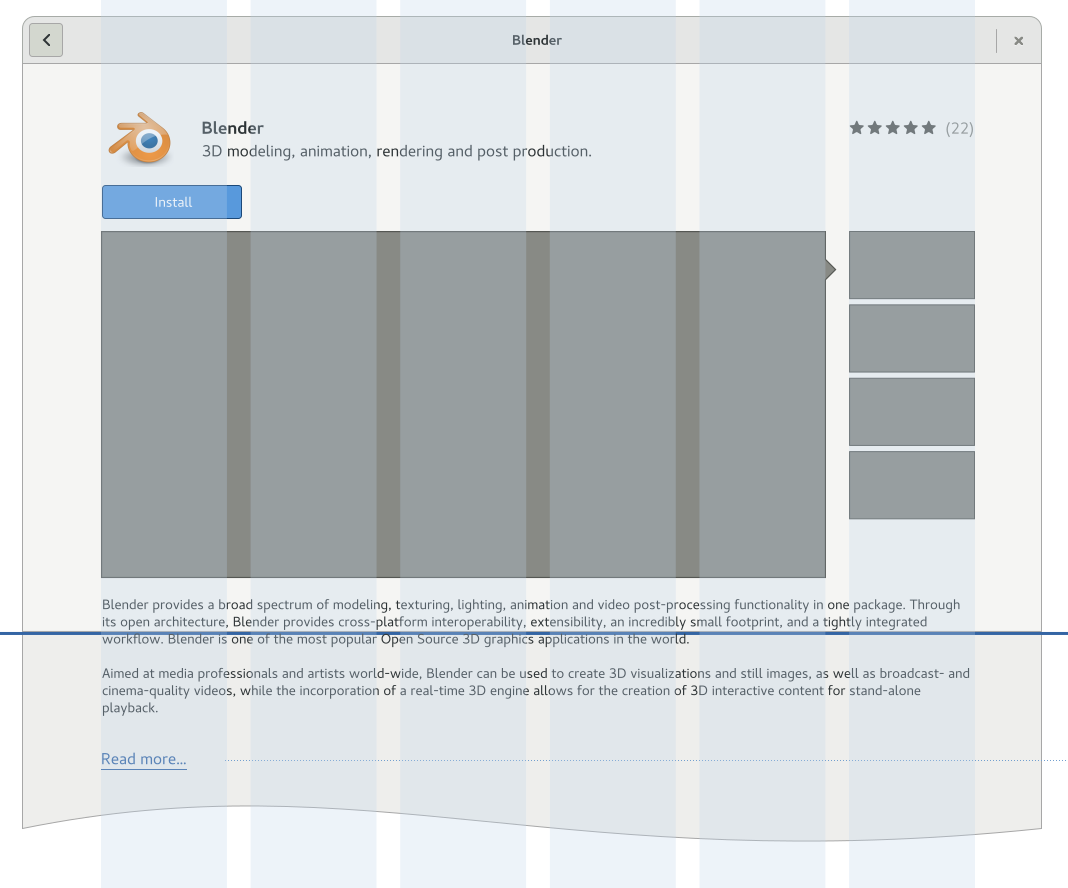 Blender
Blender
3D modeling, animation, rendering and post production.
(22)
Install
Blender provides a broad spectrum of modeling, texturing, lighting, animation and video post-processing functionality in one package. Through
its open architecture, Blender provides cross-platform interoperability, extensibility, an incredibly small footprint, and a tightly integrated
workflow. Blender is one of the most popular Open Source 3D graphics applications in the world.
Aimed at media professionals and artists world-wide, Blender can be used to create 3D visualizations and still images, as well as broadcast- and
cinema-quality videos, while the incorporation of a real-time 3D engine allows for the creation of 3D interactive content for stand-alone
playback.
Read more...